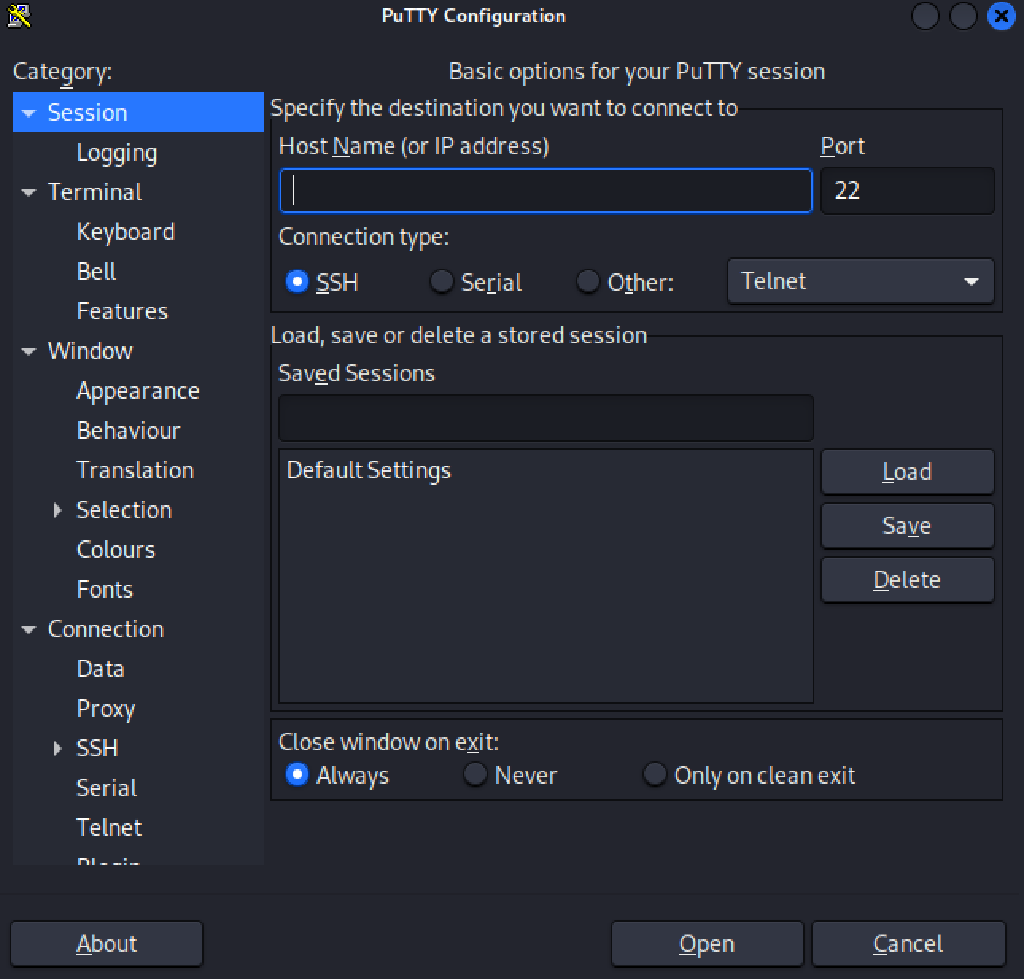 PuTTY Configuration
Category:
Session
Logging
Terminal
Keyboard
Bell
Features
Window
Appearance
Behaviour
Translation
Selection
Colours
Fonts
Connection
Data
Proxy
SSH
Serial
Telnet
Basic options for your PuTTY session
Specify the destination you want to connect to
Host Name (or IP address) Port
22
Connection type:
SSH Serial Other: Telnet
Load, save or delete a stored session
Saved Sessions
Default Settings
Load
Save
Delete
Close window on exit:
Always Never Only on clean exit
About Open Cancel